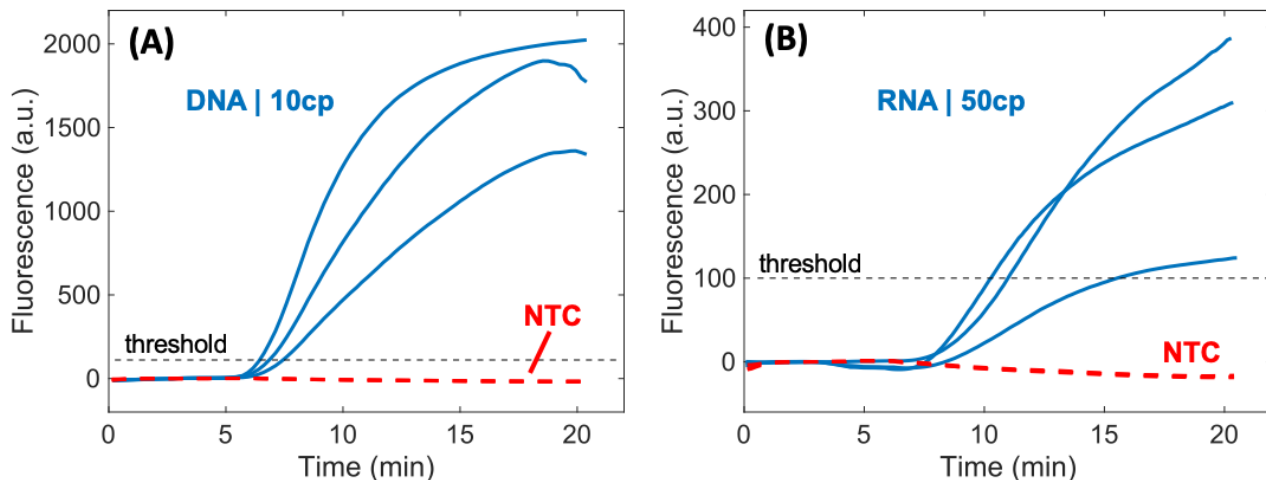 (A)
DNA | 10cp
Fluorescence (a.u.)
2000
1500
1000
500
0
threshold
NTC
0 5 10 15 20
Time (min)
(B)
RNA | 50cp
Fluorescence (a.u.)
400
300
200
100
0
threshold
NTC
0 5 10 15 20
Time (min)